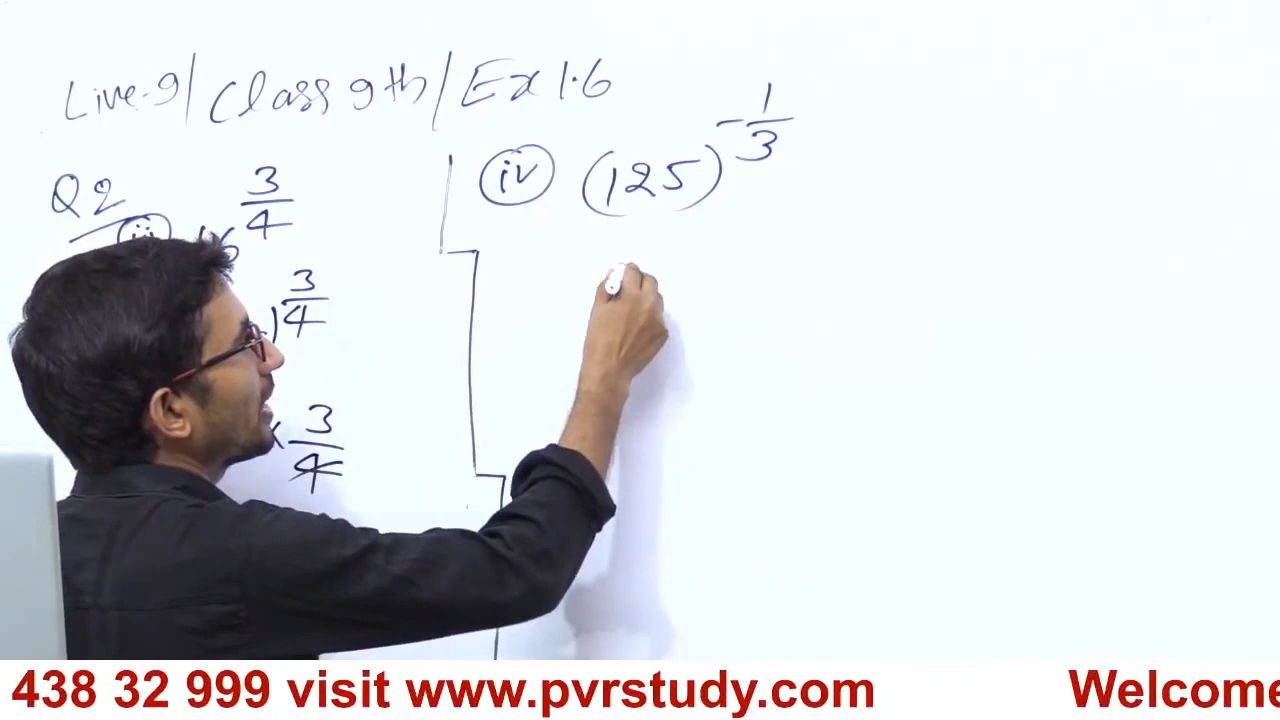 Live-9/Class 9th/Ex 1.6
Q2
16^(3/4)
3/4
× 3/4
iv (125)^(-1/3)
438 32 999 visit www.pvrstudy.com Welcome